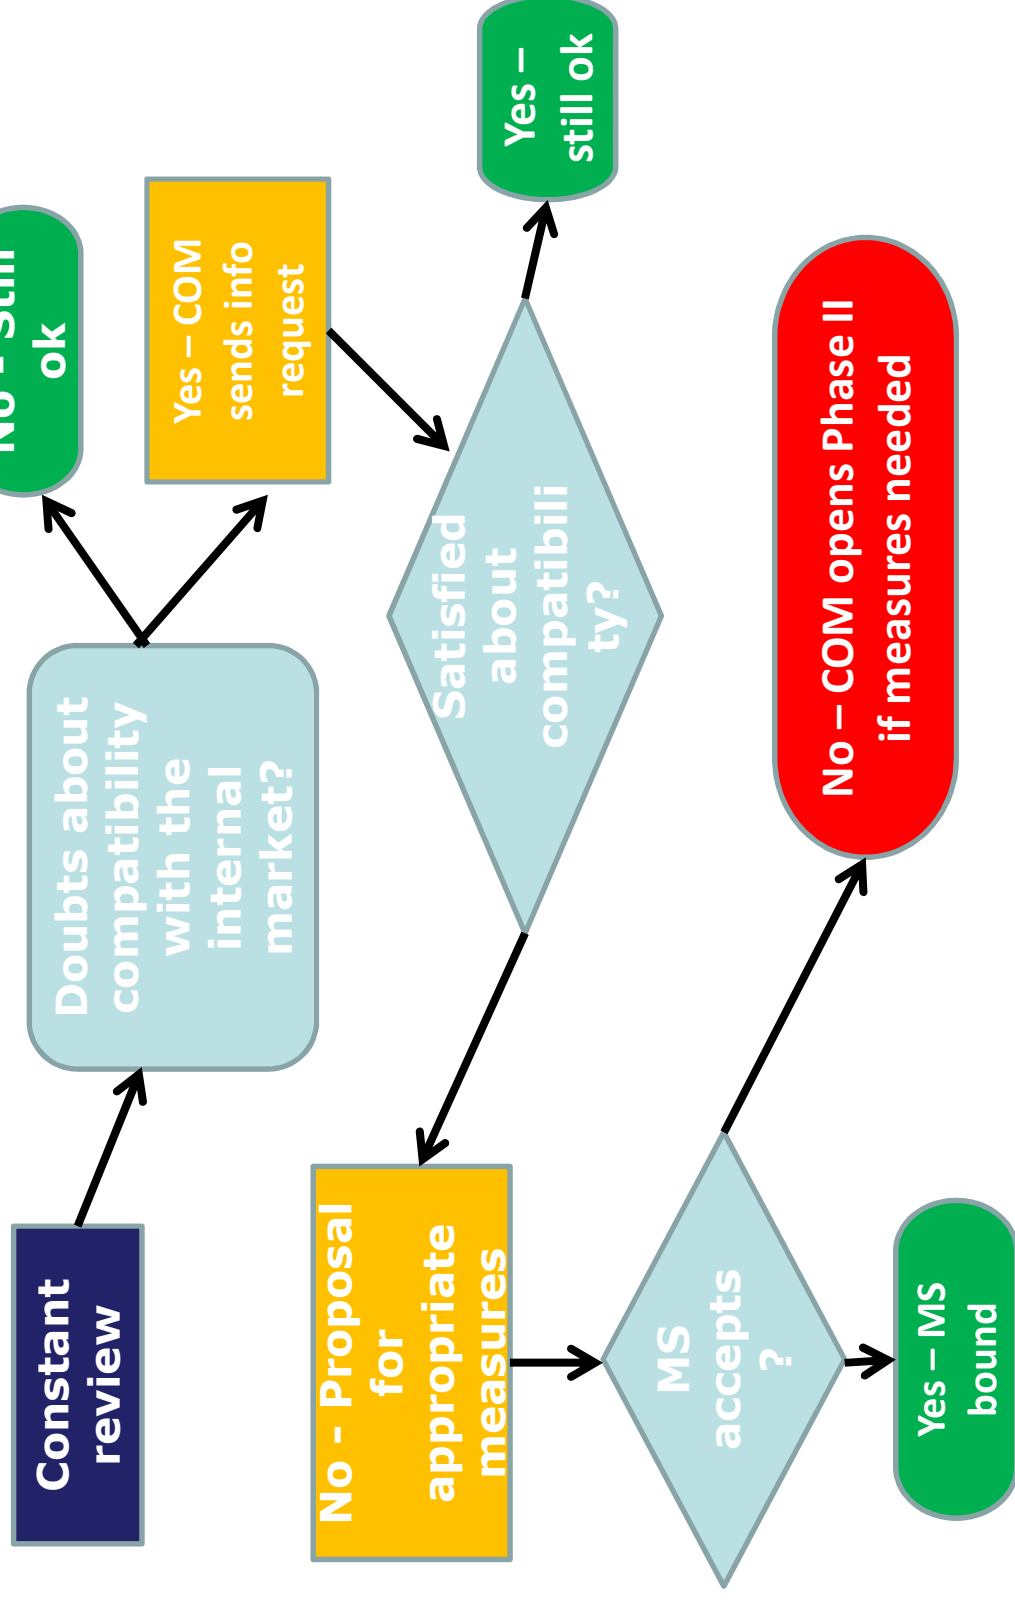 Constant
review
Doubts about
compatibility
with the
internal
market?
No – still
ok
Yes – COM
sends info
request
Satisfied
about
compatibili
ty?
Yes –
still ok
No – Proposal
for
appropriate
measures
MS
accepts
?
No – COM opens Phase II
if measures needed
Yes – MS
bound